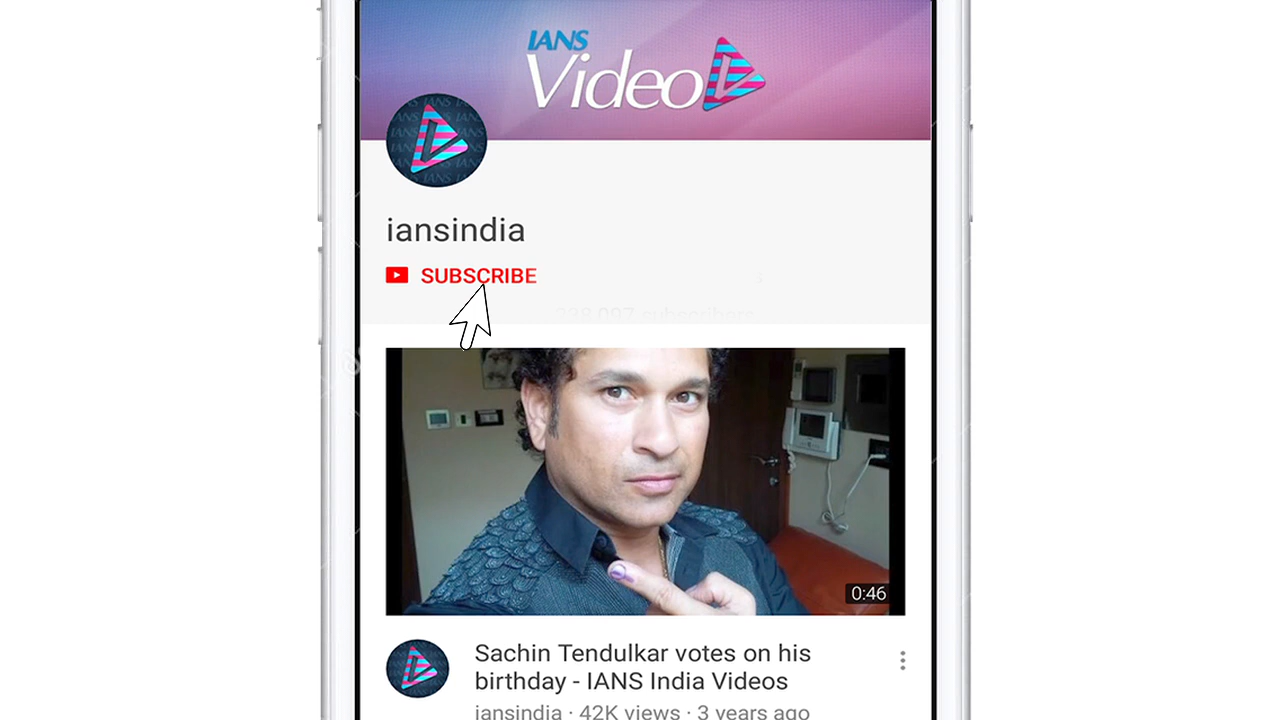 IANS
Video
iansindia
SUBSCRIBE
subscribers
0:46
Sachin Tendulkar votes on his
birthday - IANS India Videos
iansindia · 42K views · 3 years ago